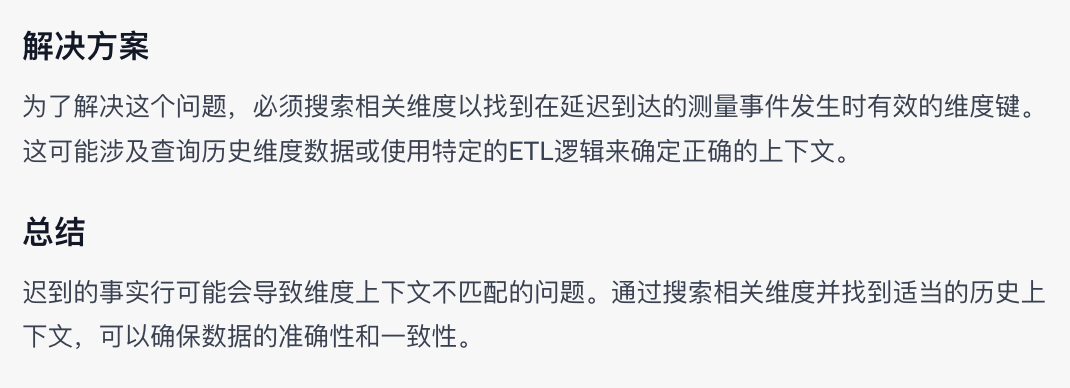 解决方案
为了解决这个问题，必须搜索相关维度以找到在延迟到达的测量事件发生时有效的维度键。
这可能涉及查询历史维度数据或使用特定的ETL逻辑来确定正确的上下文。
总结
迟到的事实行可能会导致维度上下文不匹配的问题。通过搜索相关维度并找到适当的历史上
下文，可以确保数据的准确性和一致性。